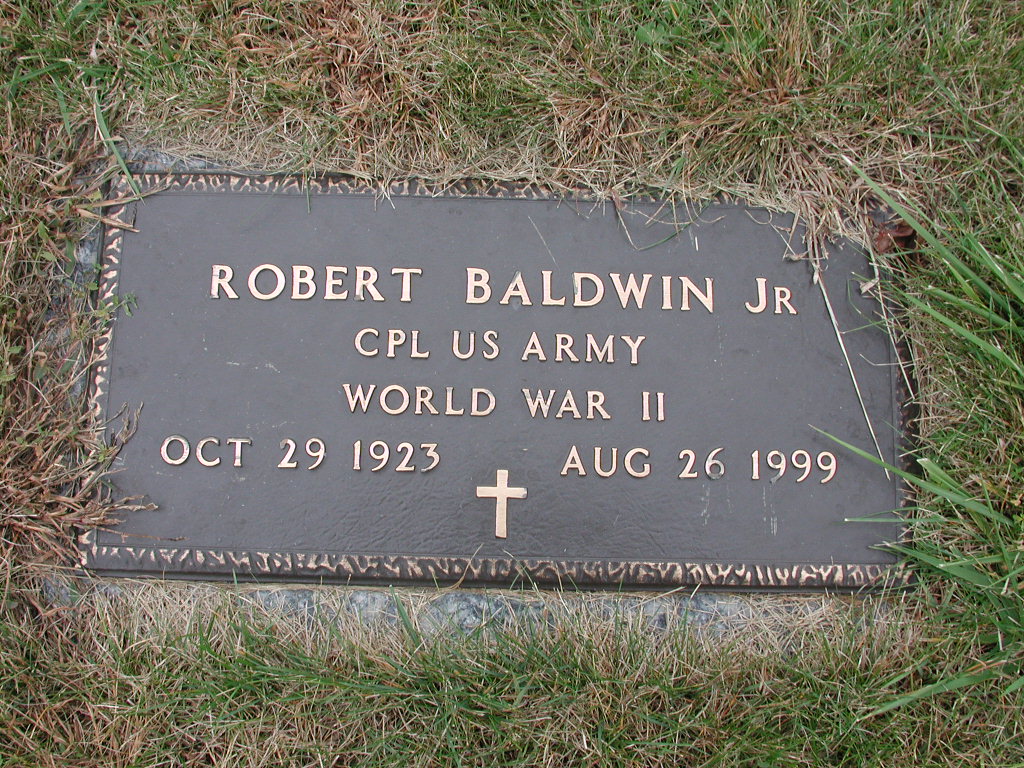 ROBERT BALDWIN JR
CPL US ARMY
WORLD WAR II
OCT 29 1923 AUG 26 1999